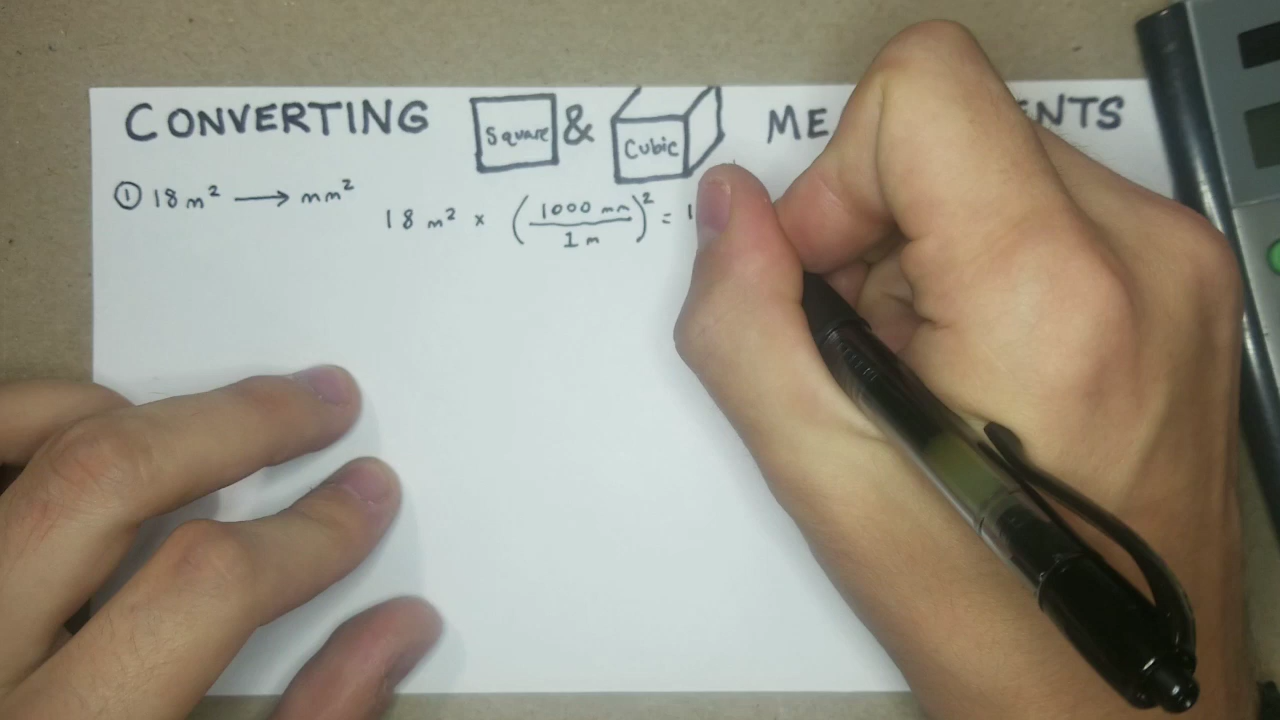 CONVERTING Square & Cubic ME ENTS
① 18 m² → mm²
18 m² × (1000 mm / 1 m)² = 1